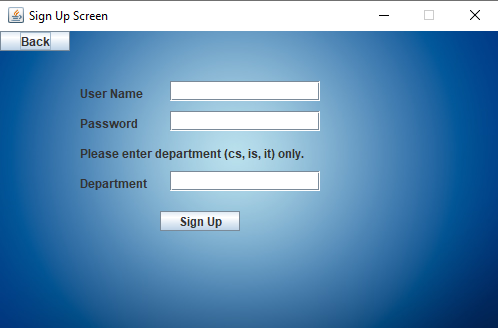 Sign Up Screen
Back
User Name
Password
Please enter department (cs, is, it) only.
Department
Sign Up